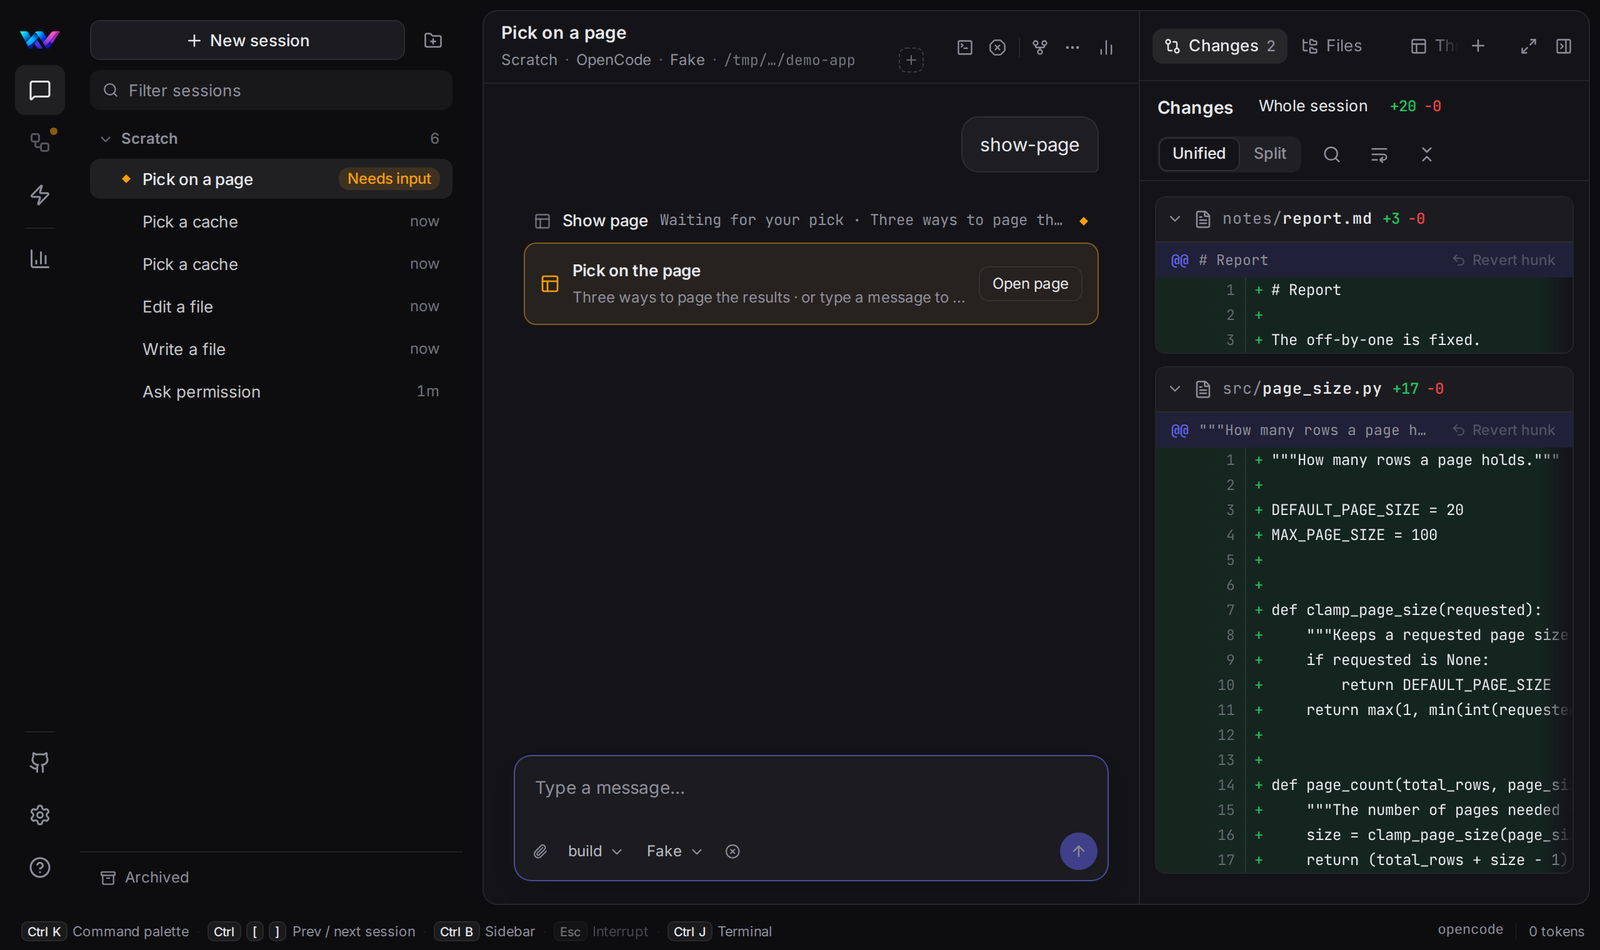 New session
Filter sessions
Scratch 6
Pick on a page Needs input
Pick a cache now
Pick a cache now
Edit a file now
Write a file now
Ask permission 1m
Archived
Pick on a page
Scratch · OpenCode · Fake · /tmp/…/demo-app
show-page
Show page Waiting for your pick · Three ways to page th…
Pick on the page
Three ways to page the results · or type a message to …
Open page
Type a message...
build Fake
Changes 2 Files Th
Changes Whole session +20 -0
Unified Split
notes/report.md +3 -0
@@ # Report Revert hunk
1 + # Report
2 +
3 + The off-by-one is fixed.
src/page_size.py +17 -0
@@ """How many rows a page h… Revert hunk
1 + """How many rows a page holds."""
2 +
3 + DEFAULT_PAGE_SIZE = 20
4 + MAX_PAGE_SIZE = 100
5 +
6 +
7 + def clamp_page_size(requested):
8 + """Keeps a requested page size
9 + if requested is None:
10 + return DEFAULT_PAGE_SIZE
11 + return max(1, min(int(requeste
12 +
13 +
14 + def page_count(total_rows, page_si
15 + """The number of pages needed
16 + size = clamp_page_size(page_si
17 + return (total_rows + size - 1)
Ctrl K Command palette Ctrl [ ] Prev / next session Ctrl B Sidebar Esc Interrupt Ctrl J Terminal opencode 0 tokens